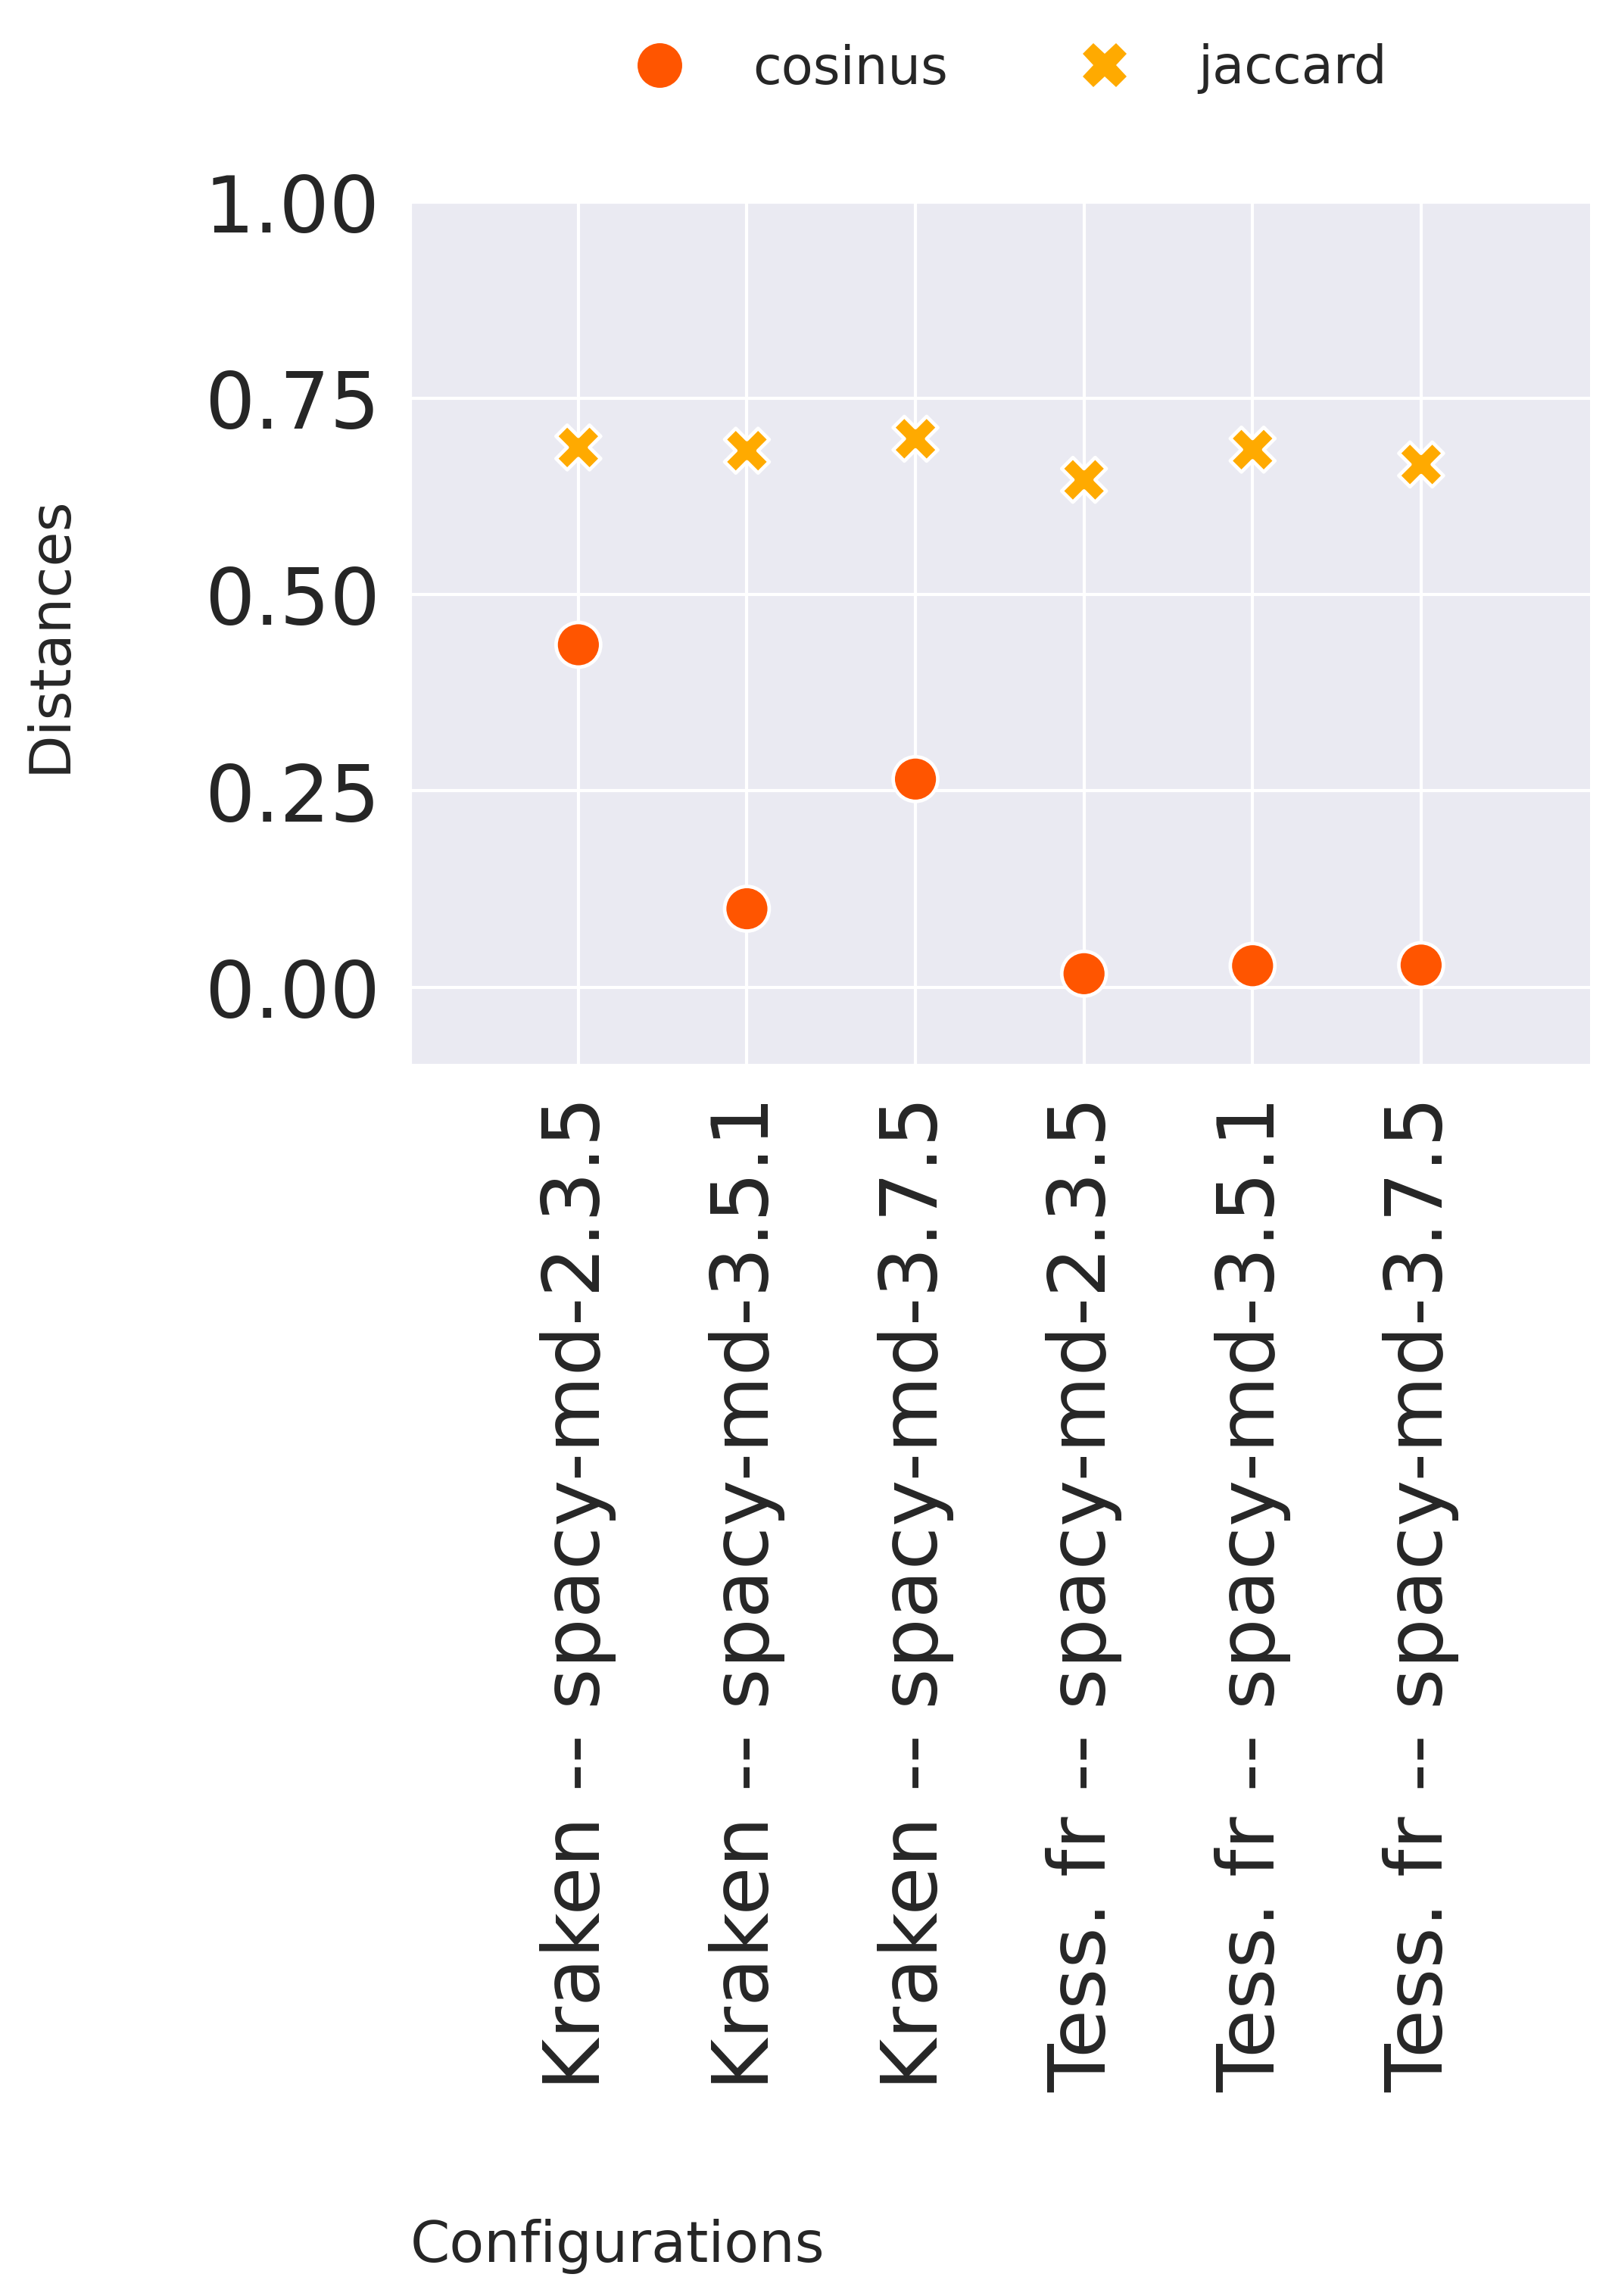 cosinus
jaccard
Distances
1.00
0.75
0.50
0.25
0.00
Kraken -- spacy-md-2.3.5
Kraken -- spacy-md-3.5.1
Kraken -- spacy-md-3.7.5
Tess. fr -- spacy-md-2.3.5
Tess. fr -- spacy-md-3.5.1
Tess. fr -- spacy-md-3.7.5
Configurations